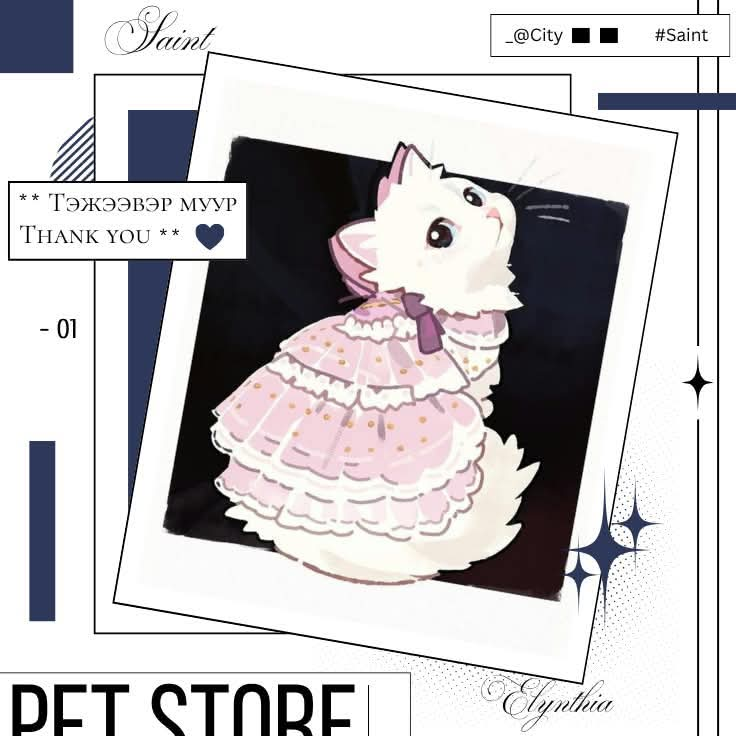 Saint
_@City ■ ■ #Saint
** Тэжээвэр муур
Thank you **
- 01
Elynthia
PET STORE